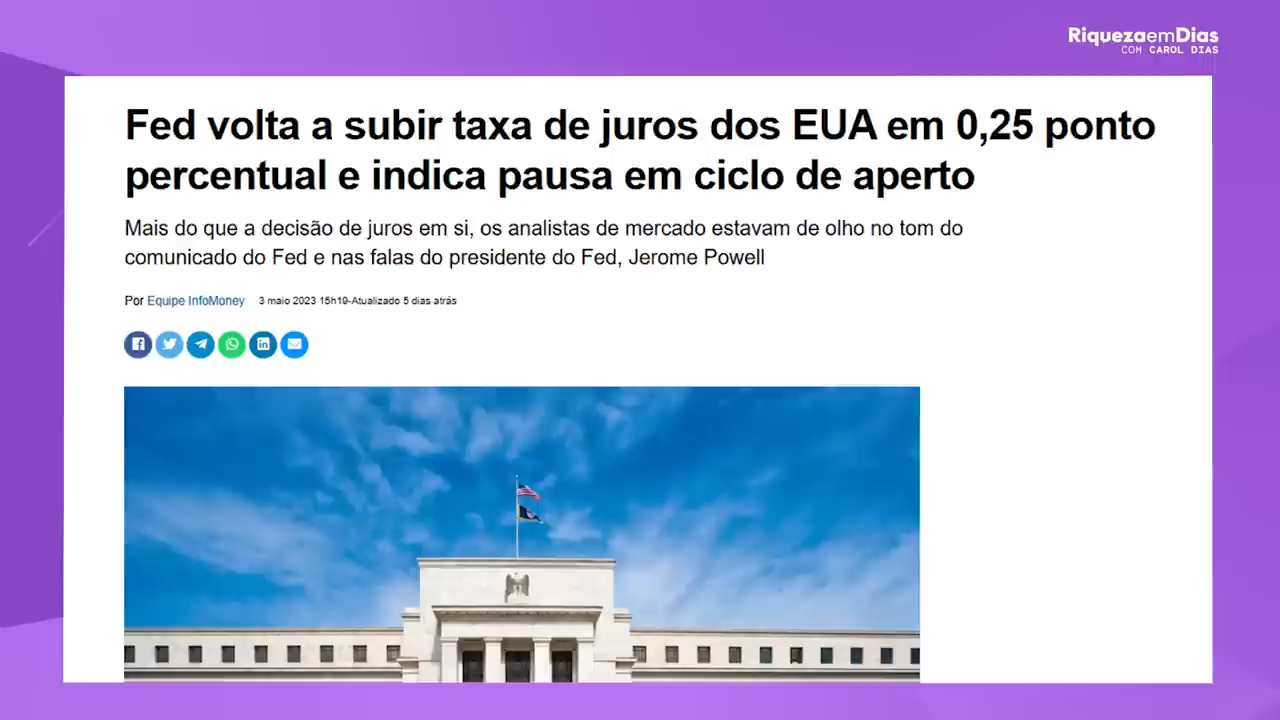 RiquezaemDias
COM CAROL DIAS
Fed volta a subir taxa de juros dos EUA em 0,25 ponto
percentual e indica pausa em ciclo de aperto
Mais do que a decisão de juros em si, os analistas de mercado estavam de olho no tom do
comunicado do Fed e nas falas do presidente do Fed, Jerome Powell
Por Equipe InfoMoney 3 maio 2023 15h19-Atualizado 5 dias atrás